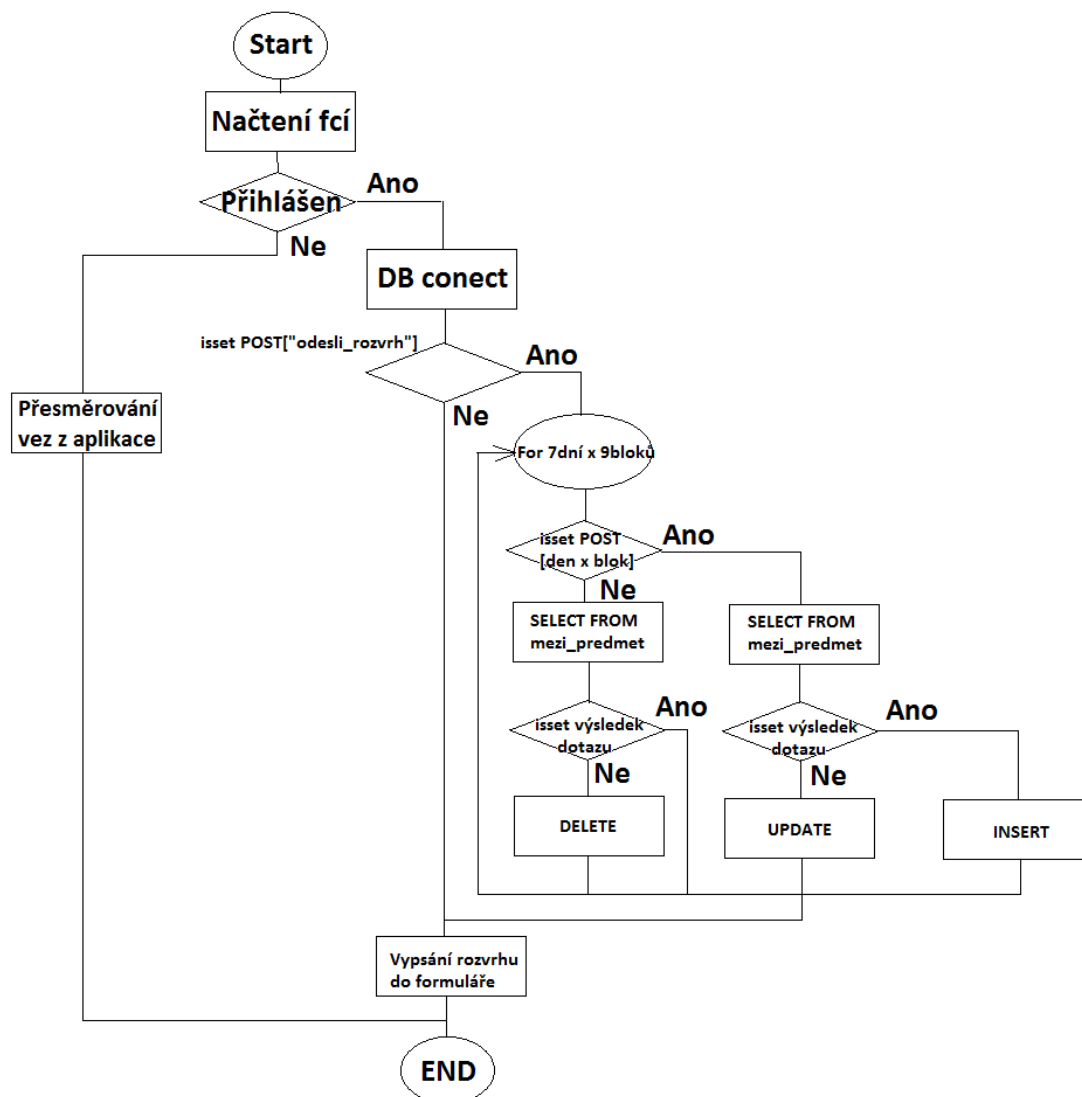 Start
Načtení fcí
Přihlášen
Ano
Ne
DB conect
isset POST["odesli_rozvrh"]
Ano
Ne
Přesměrování
vez z aplikace
For 7dní x 9bloků
isset POST
[den x blok]
Ano
Ne
SELECT FROM
mezi_predmet
SELECT FROM
mezi_predmet
isset výsledek
dotazu
Ano
Ne
isset výsledek
dotazu
Ano
Ne
DELETE
UPDATE
INSERT
Vypsání rozvrhu
do formuláře
END